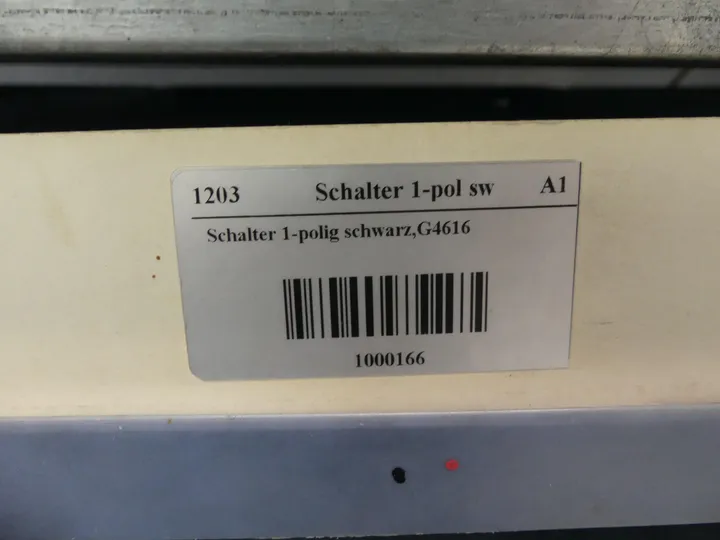 1203 Schalter 1-pol sw A1
Schalter 1-polig schwarz,G4616
1000166